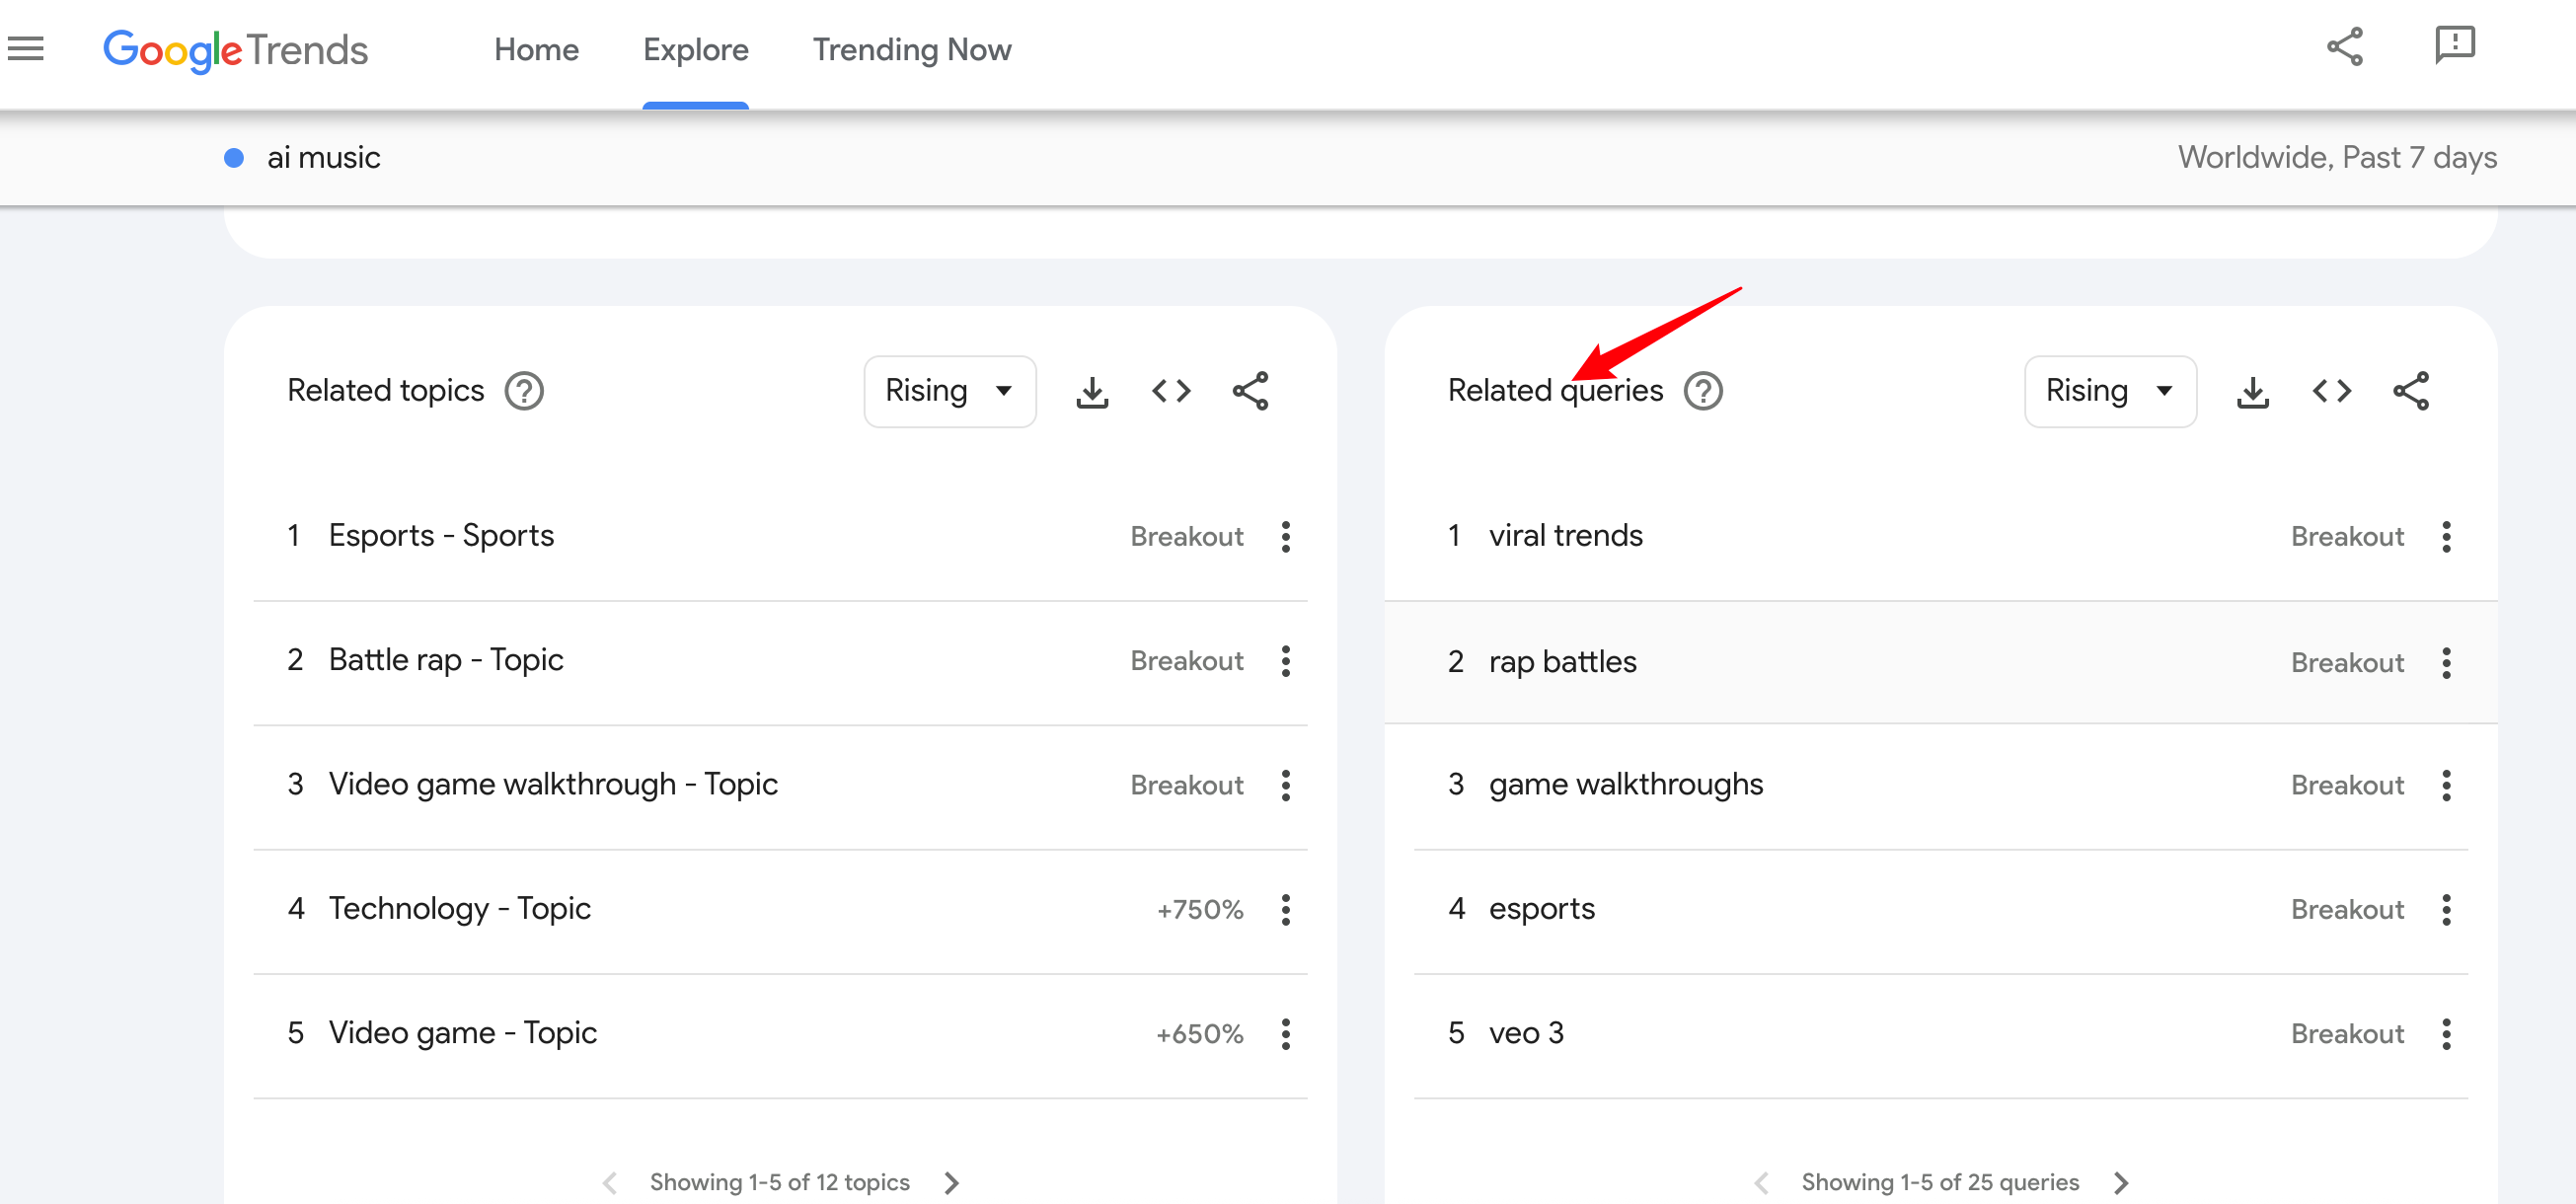 Google Trends Home Explore Trending Now
ai music Worldwide, Past 7 days
Related topics Rising
1 Esports - Sports Breakout
2 Battle rap - Topic Breakout
3 Video game walkthrough - Topic Breakout
4 Technology - Topic +750%
5 Video game - Topic +650%
Showing 1-5 of 12 topics
Related queries Rising
1 viral trends Breakout
2 rap battles Breakout
3 game walkthroughs Breakout
4 esports Breakout
5 veo 3 Breakout
Showing 1-5 of 25 queries